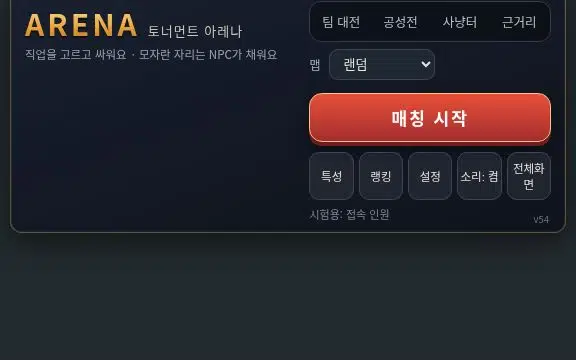 ARENA 토너먼트 아레나
직업을 고르고 싸워요 · 모자란 자리는 NPC가 채워요
팀 대전 공성전 사냥터 근거리
맵 랜덤
매칭 시작
특성 랭킹 설정 소리: 켬 전체화
면
시험용: 접속 인원
v54